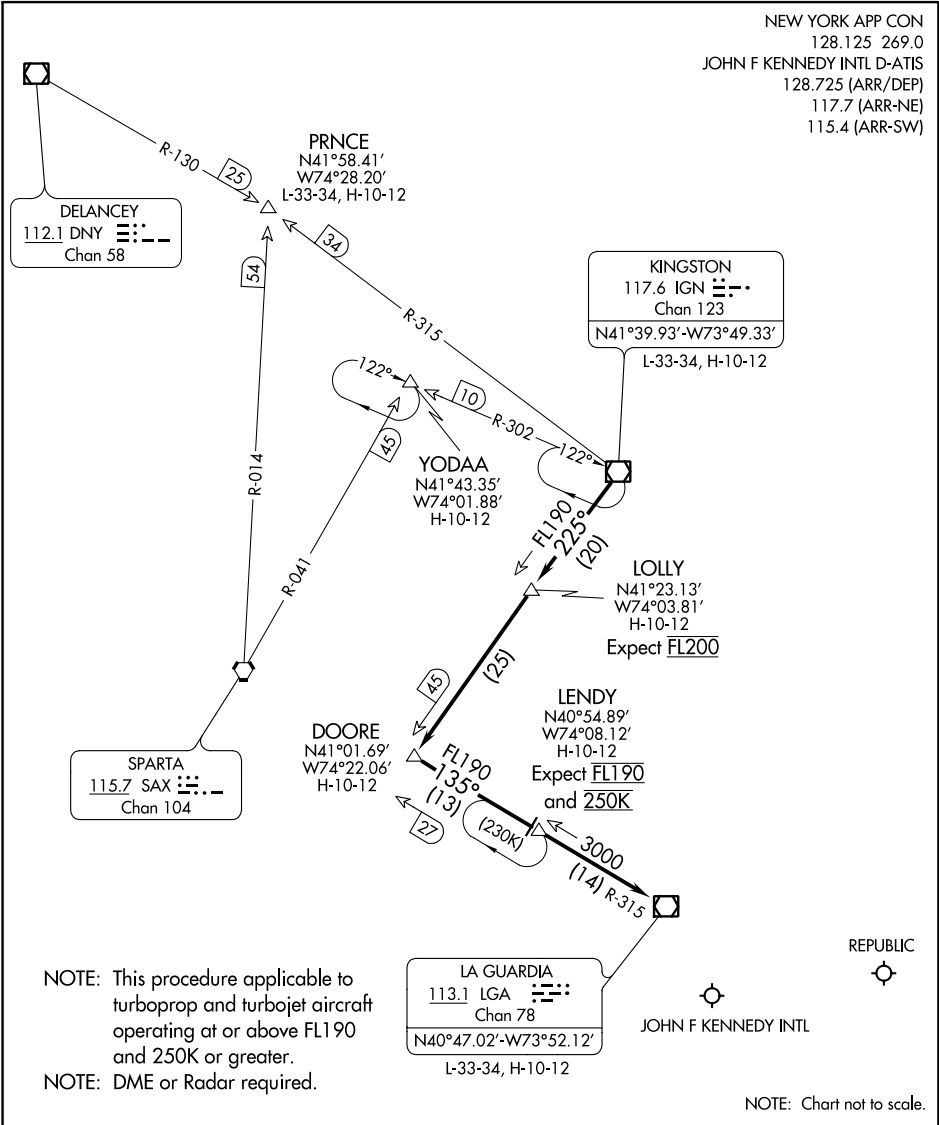 NEW YORK APP CON
128.125 269.0
JOHN F KENNEDY INTL D-ATIS
128.725 (ARR/DEP)
117.7 (ARR-NE)
115.4 (ARR-SW)
R-130
25
PRNCE
N41°58.41'
W74°28.20'
L-33-34, H-10-12
DELANCEY
112.1 DNY
Chan 58
54
34
R-315
KINGSTON
117.6 IGN
Chan 123
N41°39.93'-W73°49.33'
L-33-34, H-10-12
122°
10
R-302
122°
45
R-014
YODAA
N41°43.35'
W74°01.88'
H-10-12
R-041
FL190
225°
(20)
LOLLY
N41°23.13'
W74°03.81'
H-10-12
Expect FL200
(25)
45
LENDY
N40°54.89'
W74°08.12'
H-10-12
Expect FL190
and 250K
DOORE
N41°01.69'
W74°22.06'
H-10-12
FL190
135°
(13)
27
(230K)
3000
(14)
R-315
SPARTA
115.7 SAX
Chan 104
LA GUARDIA
113.1 LGA
Chan 78
N40°47.02'-W73°52.12'
L-33-34, H-10-12
REPUBLIC
JOHN F KENNEDY INTL
NOTE: This procedure applicable to
turboprop and turbojet aircraft
operating at or above FL190
and 250K or greater.
NOTE: DME or Radar required.
NOTE: Chart not to scale.